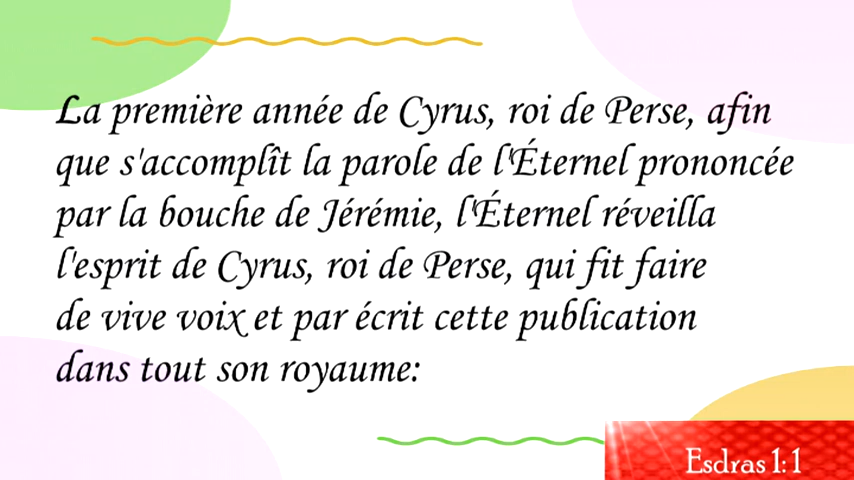 La première année de Cyrus, roi de Perse, afin
que s'accomplît la parole de l'Éternel prononcée
par la bouche de Jérémie, l'Éternel réveilla
l'esprit de Cyrus, roi de Perse, qui fit faire
de vive voix et par écrit cette publication
dans tout son royaume:
Esdras 1:1